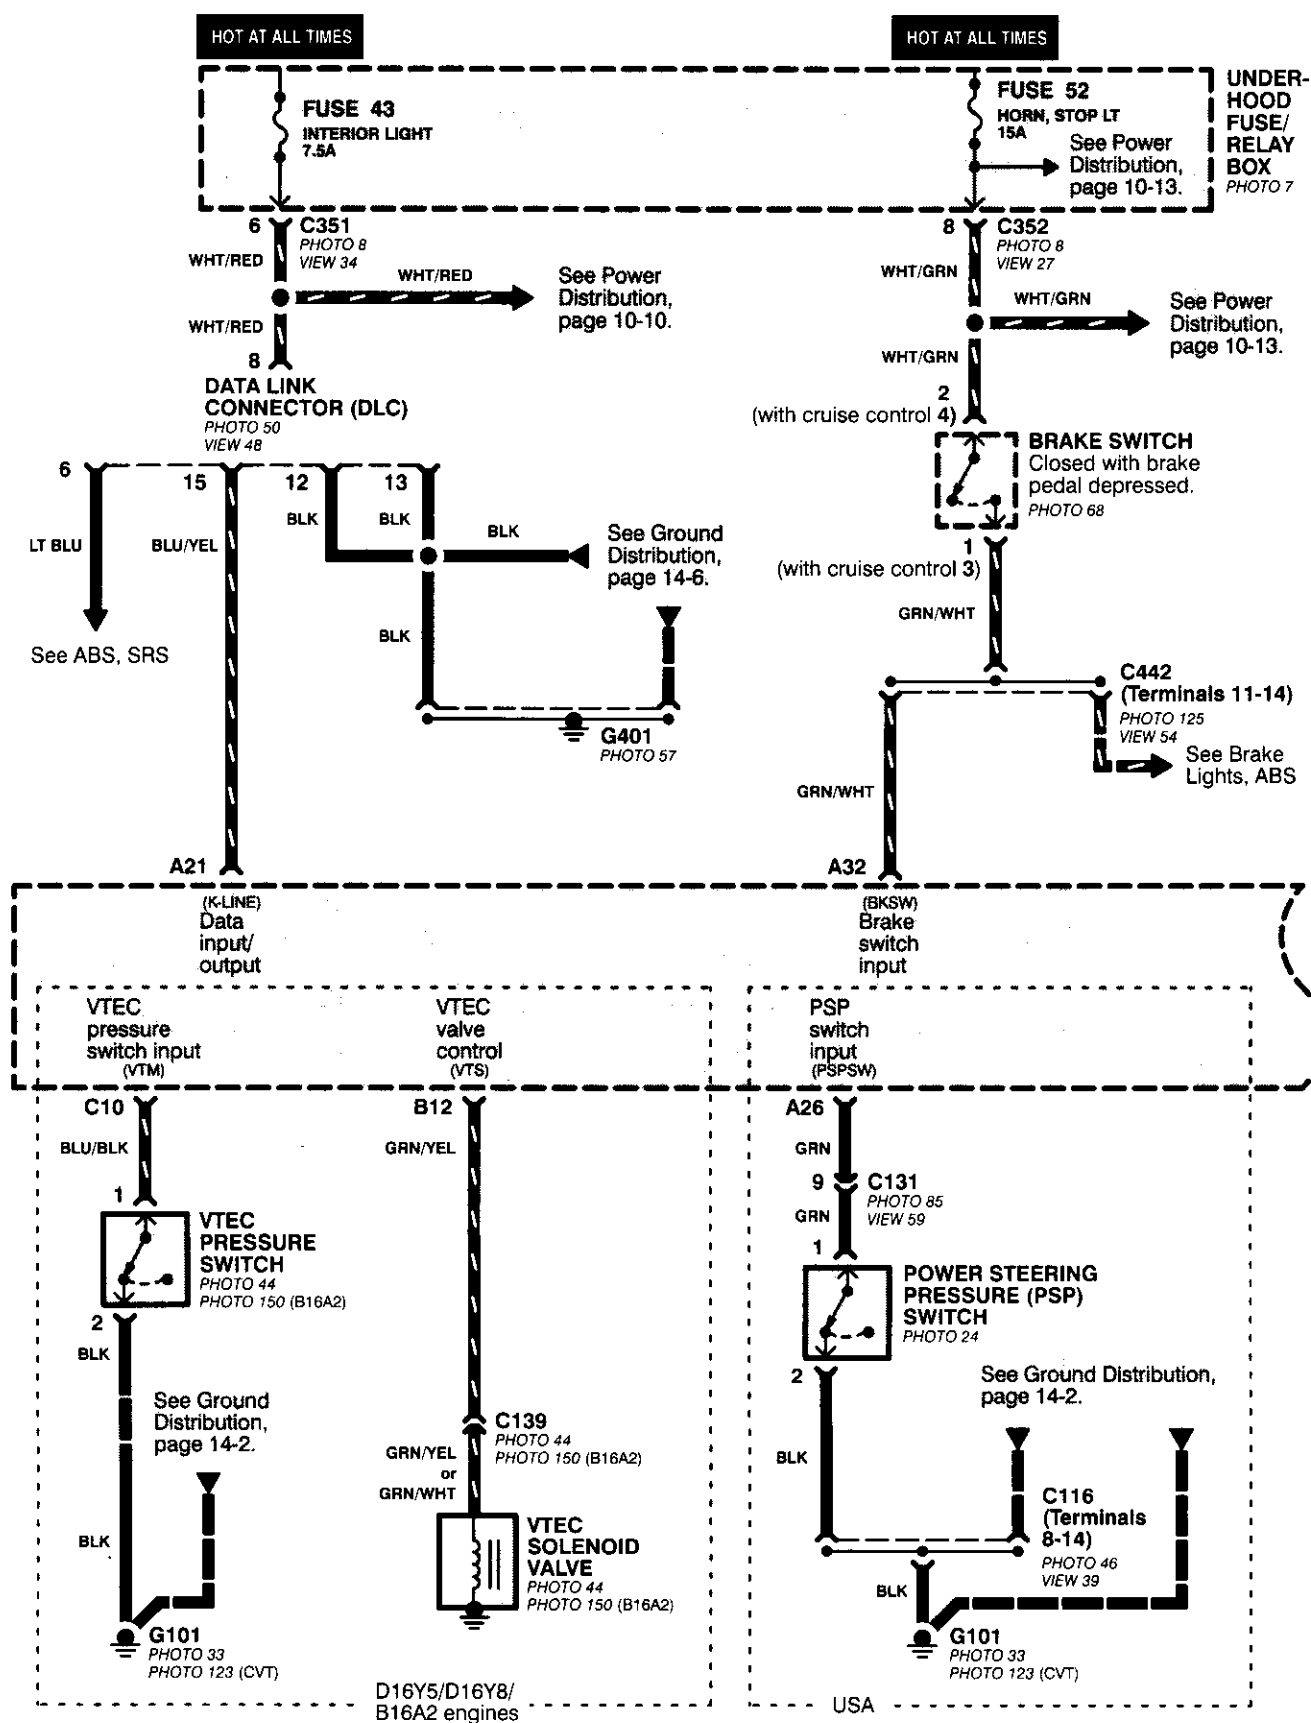 HOT AT ALL TIMES
HOT AT ALL TIMES
FUSE 43
INTERIOR LIGHT
7.5A
FUSE 52
HORN, STOP LT
15A
See Power
Distribution,
page 10-13.
UNDER-
HOOD
FUSE/
RELAY
BOX
PHOTO 7
6
C351
PHOTO 8
VIEW 34
WHT/RED
WHT/RED
See Power
Distribution,
page 10-10.
WHT/RED
8
DATA LINK
CONNECTOR (DLC)
PHOTO 50
VIEW 48
8
C352
PHOTO 8
VIEW 27
WHT/GRN
WHT/GRN
See Power
Distribution,
page 10-13.
WHT/GRN
2
(with cruise control 4)
BRAKE SWITCH
Closed with brake
pedal depressed.
PHOTO 68
1
(with cruise control 3)
GRN/WHT
6
15
12
13
LT BLU
BLU/YEL
BLK
BLK
BLK
See Ground
Distribution,
page 14-6.
BLK
See ABS, SRS
G401
PHOTO 57
C442
(Terminals 11-14)
PHOTO 125
VIEW 54
See Brake
Lights, ABS
GRN/WHT
A21
A32
(K-LINE)
Data
input/
output
(BKSW)
Brake
switch
input
VTEC
pressure
switch input
(VTM)
VTEC
valve
control
(VTS)
PSP
switch
input
(PSPSW)
C10
BLU/BLK
1
VTEC
PRESSURE
SWITCH
PHOTO 44
PHOTO 150 (B16A2)
2
BLK
See Ground
Distribution,
page 14-2.
BLK
G101
PHOTO 33
PHOTO 123 (CVT)
B12
GRN/YEL
C139
PHOTO 44
PHOTO 150 (B16A2)
GRN/YEL
or
GRN/WHT
VTEC
SOLENOID
VALVE
PHOTO 44
PHOTO 150 (B16A2)
D16Y5/D16Y8/
B16A2 engines
A26
GRN
9
C131
PHOTO 85
VIEW 59
GRN
1
POWER STEERING
PRESSURE (PSP)
SWITCH
PHOTO 24
2
See Ground Distribution,
page 14-2.
BLK
C116
(Terminals
8-14)
PHOTO 46
VIEW 39
BLK
G101
PHOTO 33
PHOTO 123 (CVT)
USA